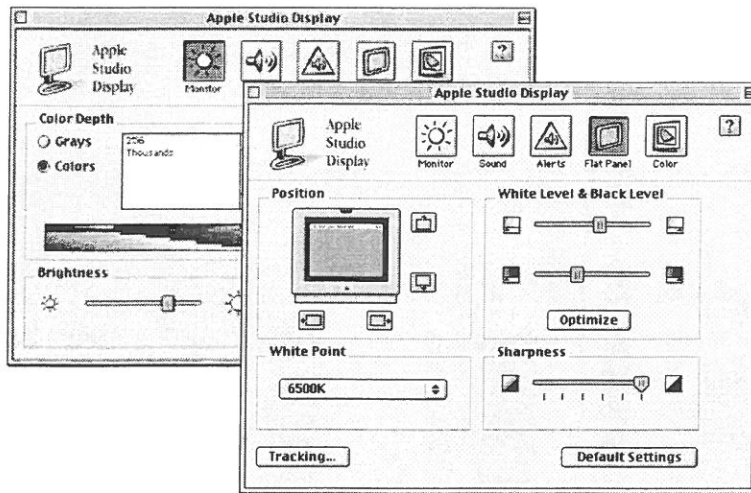 Apple Studio Display
Apple
Studio
Display
Monitor
?
Color Depth
Grays
Colors
256
Thousands
Brightness
Apple Studio Display
Apple
Studio
Display
Monitor
Sound
Alerts
Flat Panel
Color
?
Position
White Level & Black Level
Optimize
White Point
6500K
Sharpness
Tracking...
Default Settings